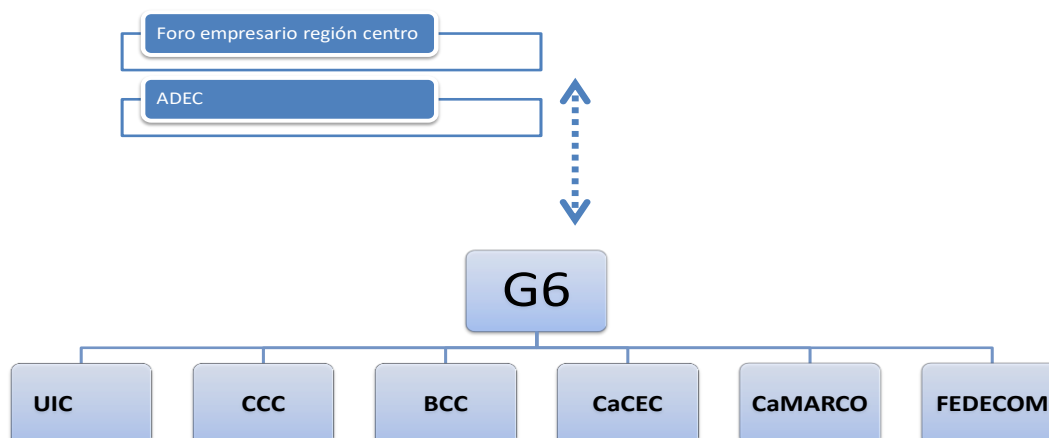 Foro empresario región centro
ADEC
G6
UIC
CCC
BCC
CaCEC
CaMARCO
FEDECOM